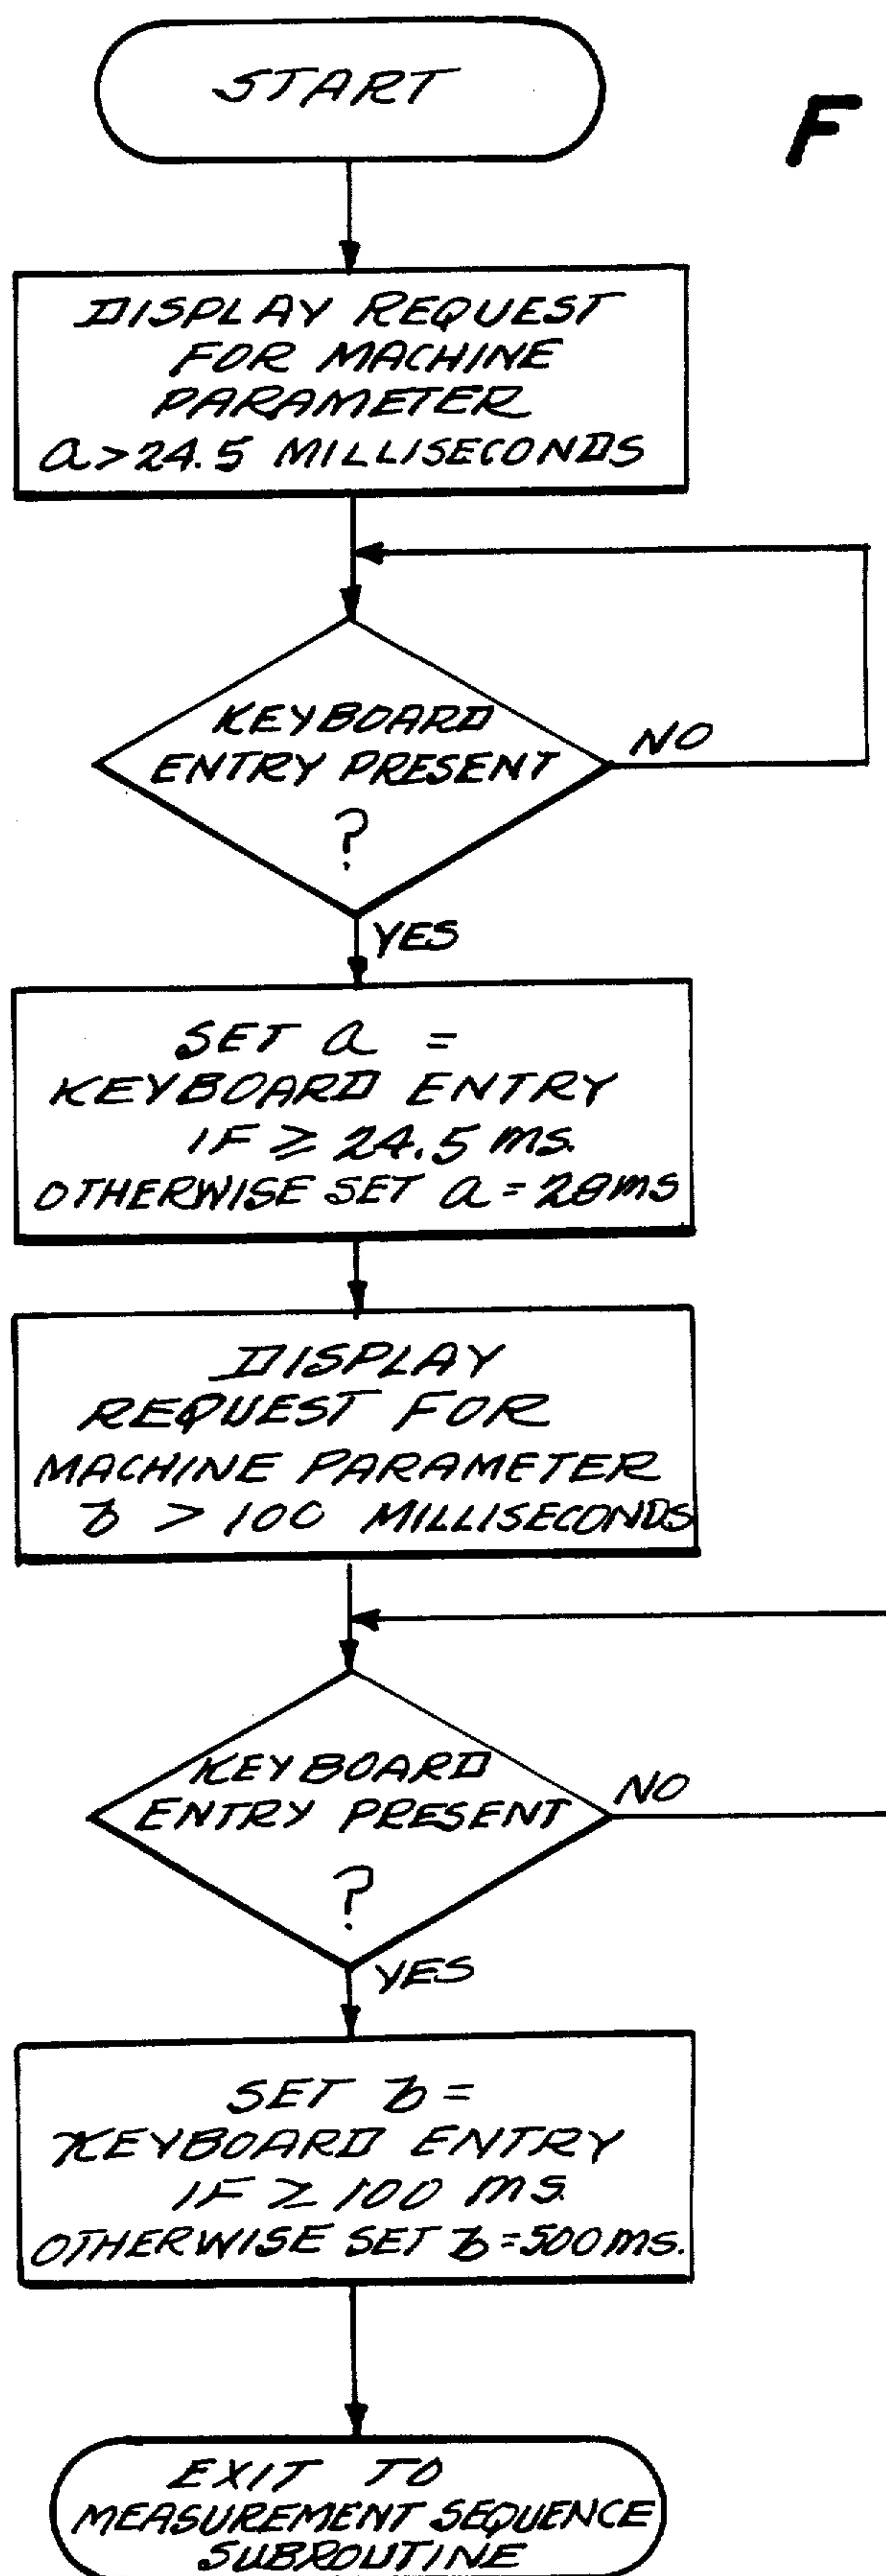 START
F
DISPLAY REQUEST
FOR MACHINE
PARAMETER
a > 24.5 MILLISECONDS
KEYBOARD
ENTRY PRESENT
?
NO
YES
SET a =
KEYBOARD ENTRY
IF ≥ 24.5 ms.
OTHERWISE SET a = 28ms
DISPLAY
REQUEST FOR
MACHINE PARAMETER
b > 100 MILLISECONDS
KEYBOARD
ENTRY PRESENT
?
NO
YES
SET b =
KEYBOARD ENTRY
IF ≥ 100 ms.
OTHERWISE SET b = 500ms.
EXIT TO
MEASUREMENT SEQUENCE
SUBROUTINE